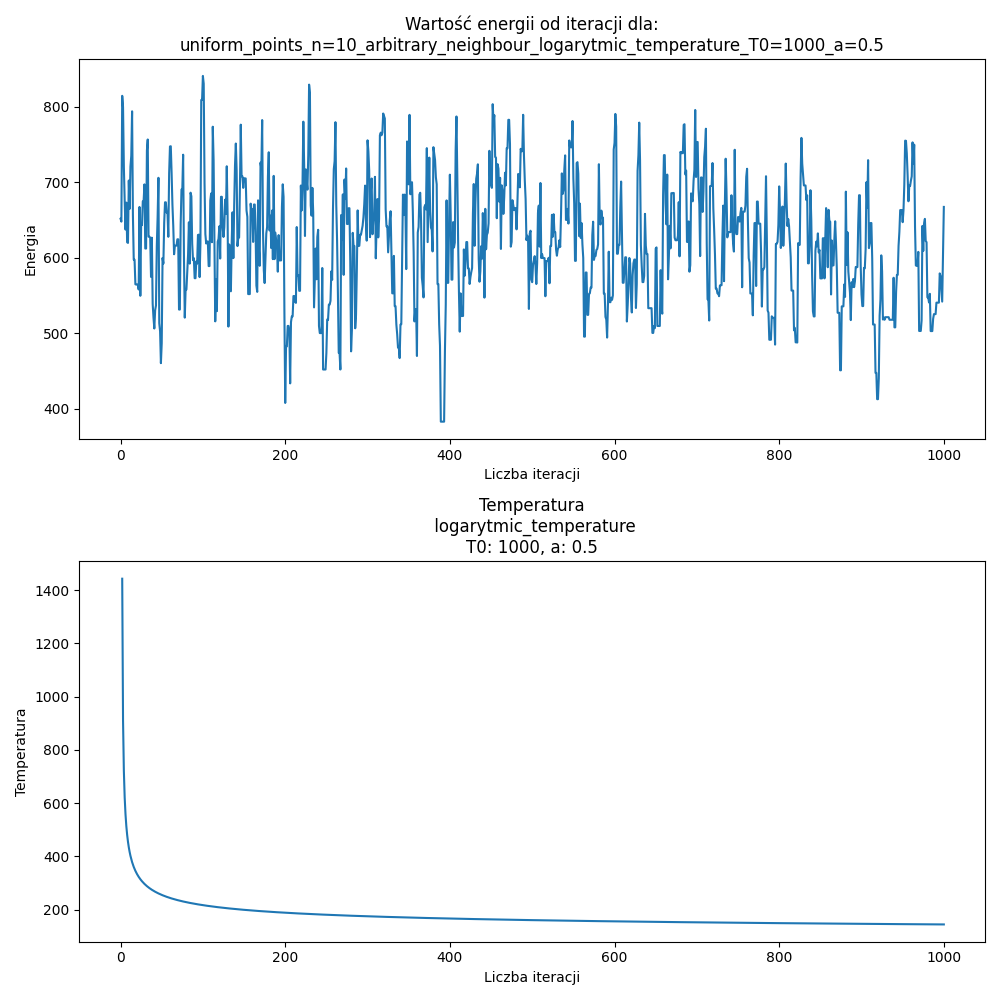 Wartość energii od iteracji dla:
uniform_points_n=10_arbitrary_neighbour_logarytmic_temperature_T0=1000_a=0.5
Energia
800
700
600
500
400
0 200 400 600 800 1000
Liczba iteracji
Temperatura
logarytmic_temperature
T0: 1000, a: 0.5
Temperatura
1400
1200
1000
800
600
400
200
0 200 400 600 800 1000
Liczba iteracji